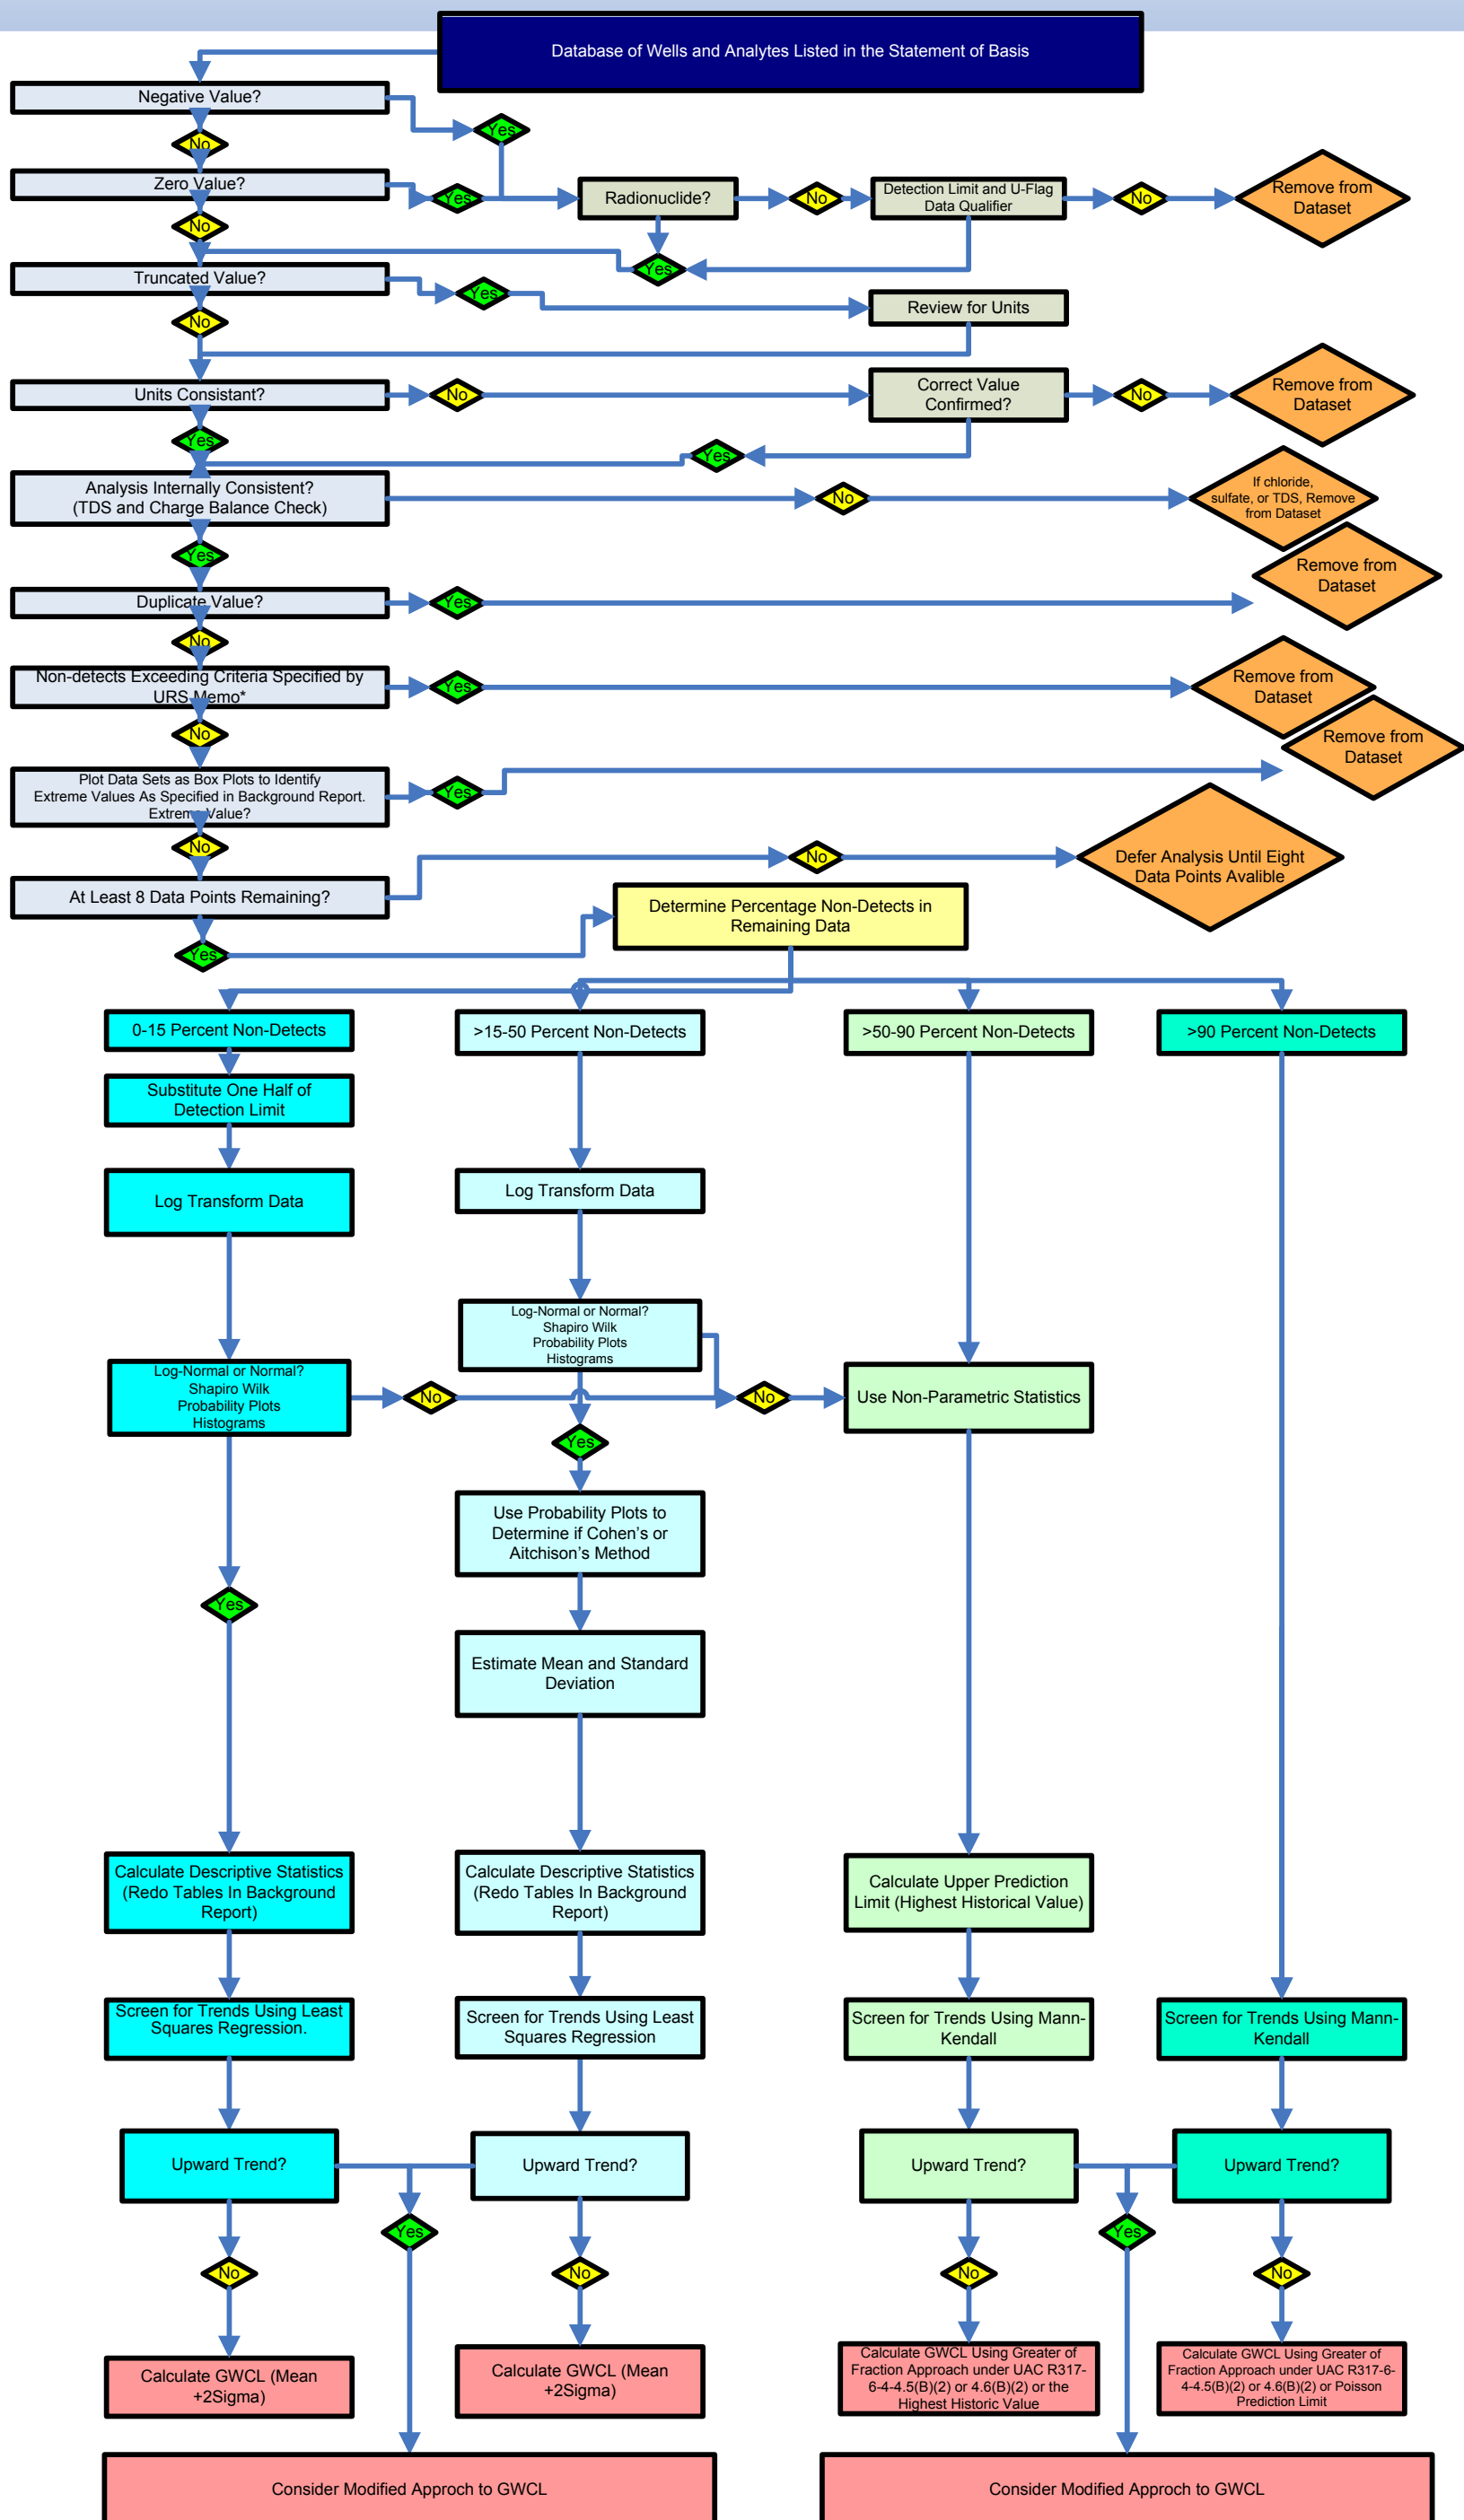 Database of Wells and Analytes Listed in the Statement of Basis
Negative Value?
Yes
No
Zero Value?
Yes
Radionuclide?
No
Detection Limit and U-Flag
Data Qualifier
No
Remove from
Dataset
No
Yes
Truncated Value?
Yes
Review for Units
No
Units Consistant?
No
Correct Value
Confirmed?
No
Remove from
Dataset
Yes
Yes
Analysis Internally Consistent?
(TDS and Charge Balance Check)
No
If chloride,
sulfate, or TDS, Remove
from Dataset
Yes
Duplicate Value?
Yes
Remove from
Dataset
No
Non-detects Exceeding Criteria Specified by
URS Memo*
Yes
Remove from
Dataset
No
Plot Data Sets as Box Plots to Identify
Extreme Values As Specified in Background Report.
Extreme Value?
Yes
Remove from
Dataset
No
At Least 8 Data Points Remaining?
No
Defer Analysis Until Eight
Data Points Avalible
Yes
Determine Percentage Non-Detects in
Remaining Data
0-15 Percent Non-Detects
>15-50 Percent Non-Detects
>50-90 Percent Non-Detects
>90 Percent Non-Detects
Substitute One Half of
Detection Limit
Log Transform Data
Log Transform Data
Log-Normal or Normal?
Shapiro Wilk
Probability Plots
Histograms
Log-Normal or Normal?
Shapiro Wilk
Probability Plots
Histograms
No
No
Use Non-Parametric Statistics
Yes
Use Probability Plots to
Determine if Cohen's or
Aitchison's Method
Yes
Estimate Mean and Standard
Deviation
Calculate Descriptive Statistics
(Redo Tables In Background
Report)
Calculate Descriptive Statistics
(Redo Tables In Background
Report)
Calculate Upper Prediction
Limit (Highest Historical Value)
Screen for Trends Using Least
Squares Regression.
Screen for Trends Using Least
Squares Regression
Screen for Trends Using Mann-
Kendall
Screen for Trends Using Mann-
Kendall
Upward Trend?
Upward Trend?
Upward Trend?
Upward Trend?
Yes
Yes
No
No
No
No
Calculate GWCL (Mean
+2Sigma)
Calculate GWCL (Mean
+2Sigma)
Calculate GWCL Using Greater of
Fraction Approach under UAC R317-
6-4-4.5(B)(2) or 4.6(B)(2) or the
Highest Historic Value
Calculate GWCL Using Greater of
Fraction Approach under UAC R317-6-
4-4.5(B)(2) or 4.6(B)(2) or Poisson
Prediction Limit
Consider Modified Approch to GWCL
Consider Modified Approch to GWCL